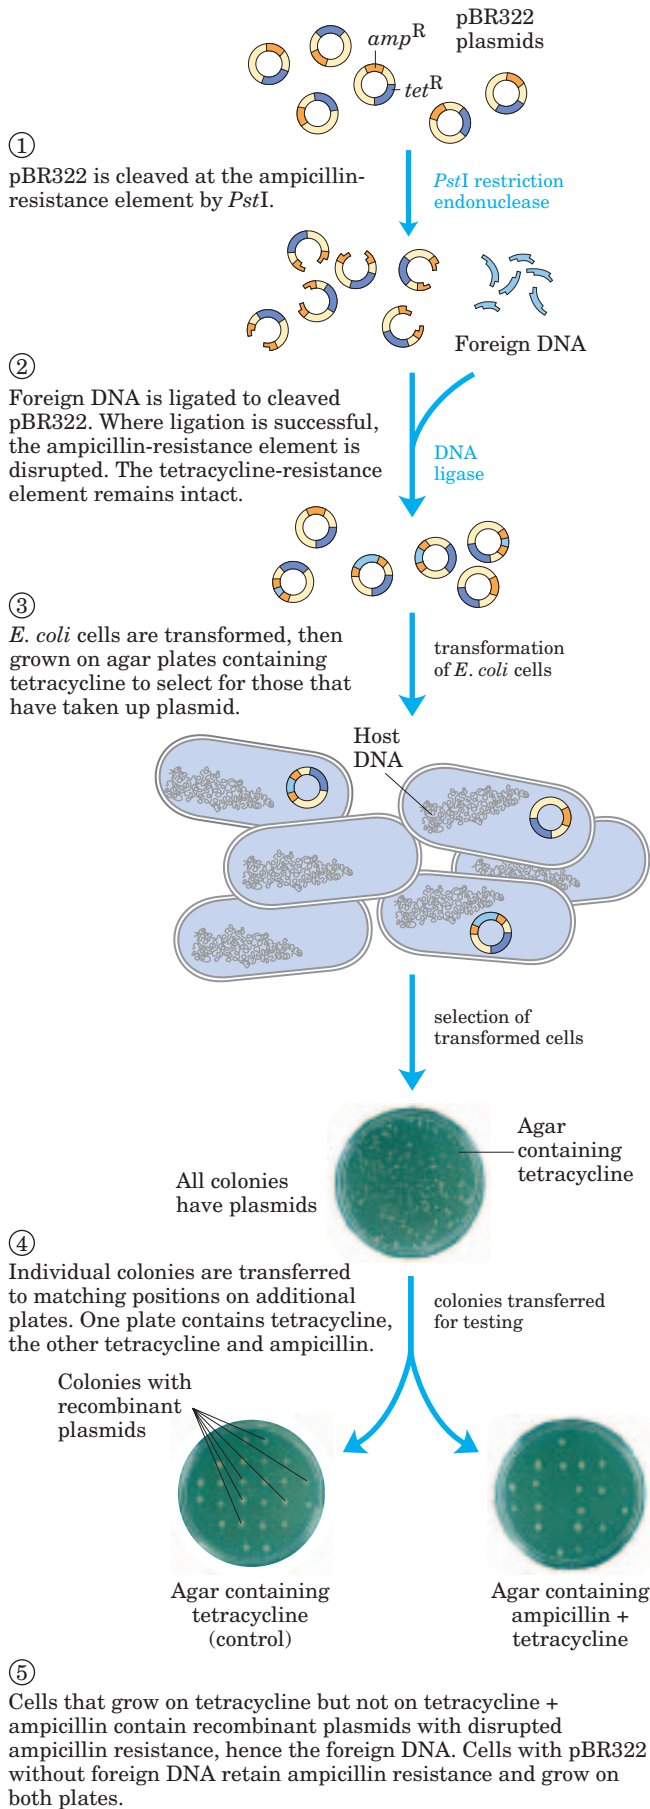 pBR322
plasmids
ampR
tetR
①
pBR322 is cleaved at the ampicillin-
resistance element by PstI.
PstI restriction
endonuclease
Foreign DNA
②
Foreign DNA is ligated to cleaved
pBR322. Where ligation is successful,
the ampicillin-resistance element is
disrupted. The tetracycline-resistance
element remains intact.
DNA
ligase
③
E. coli cells are transformed, then
grown on agar plates containing
tetracycline to select for those that
have taken up plasmid.
transformation
of E. coli cells
Host
DNA
selection of
transformed cells
Agar
containing
tetracycline
All colonies
have plasmids
④
Individual colonies are transferred
to matching positions on additional
plates. One plate contains tetracycline,
the other tetracycline and ampicillin.
colonies transferred
for testing
Colonies with
recombinant
plasmids
Agar containing
tetracycline
(control)
Agar containing
ampicillin +
tetracycline
⑤
Cells that grow on tetracycline but not on tetracycline +
ampicillin contain recombinant plasmids with disrupted
ampicillin resistance, hence the foreign DNA. Cells with pBR322
without foreign DNA retain ampicillin resistance and grow on
both plates.